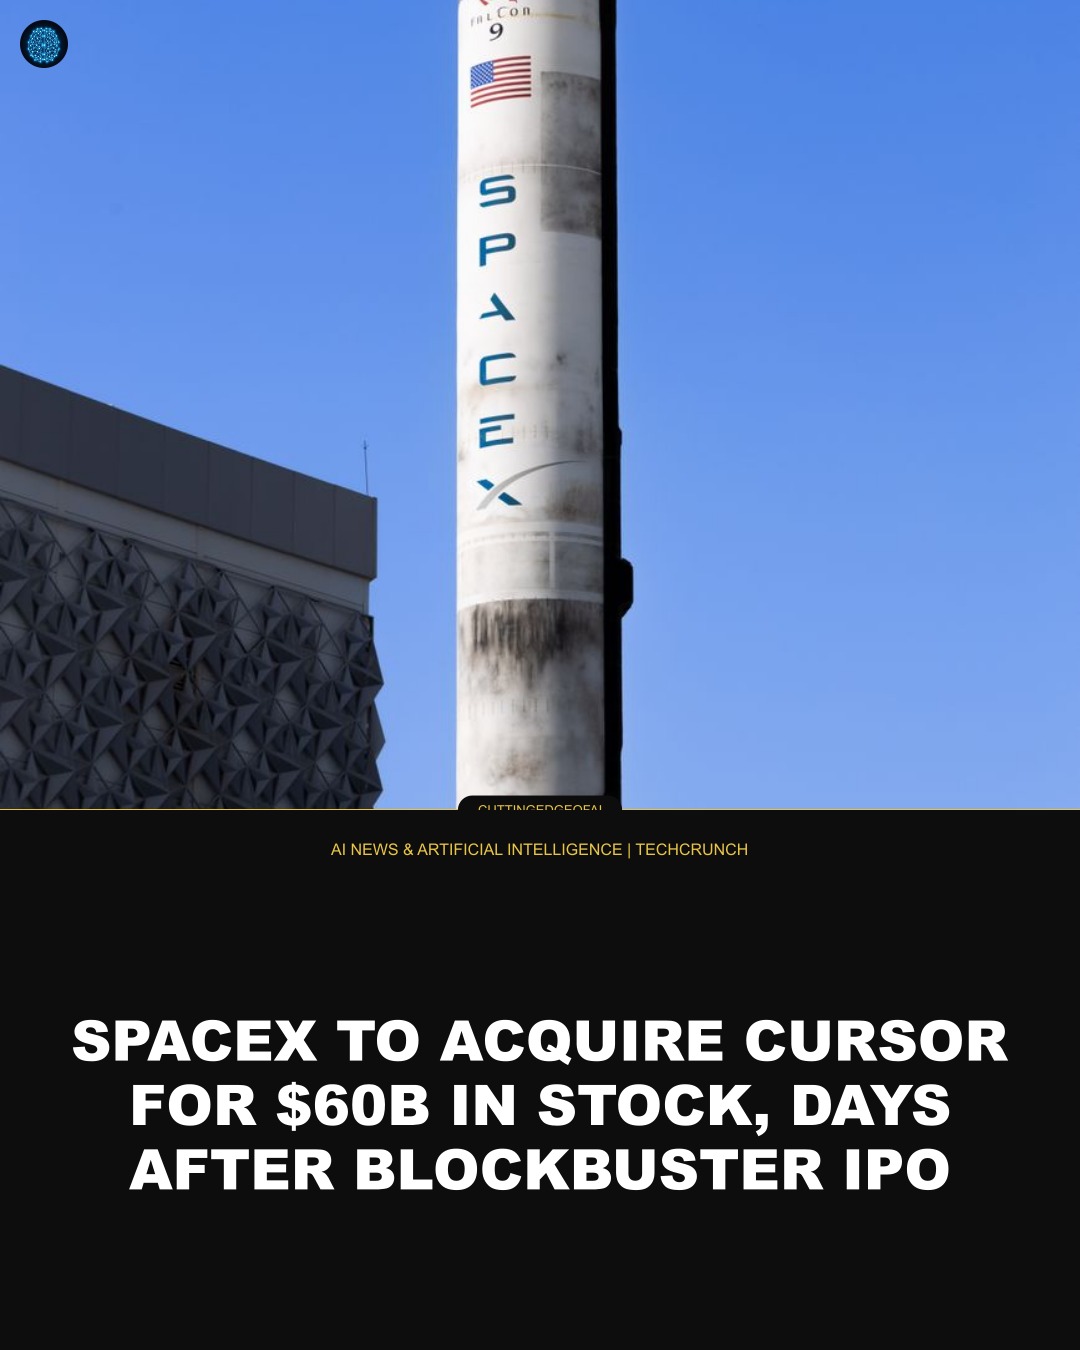 FALCON
9
SPACEX
CUTTINGEDGEOFAI
AI NEWS & ARTIFICIAL INTELLIGENCE | TECHCRUNCH
SPACEX TO ACQUIRE CURSOR
FOR $60B IN STOCK, DAYS
AFTER BLOCKBUSTER IPO